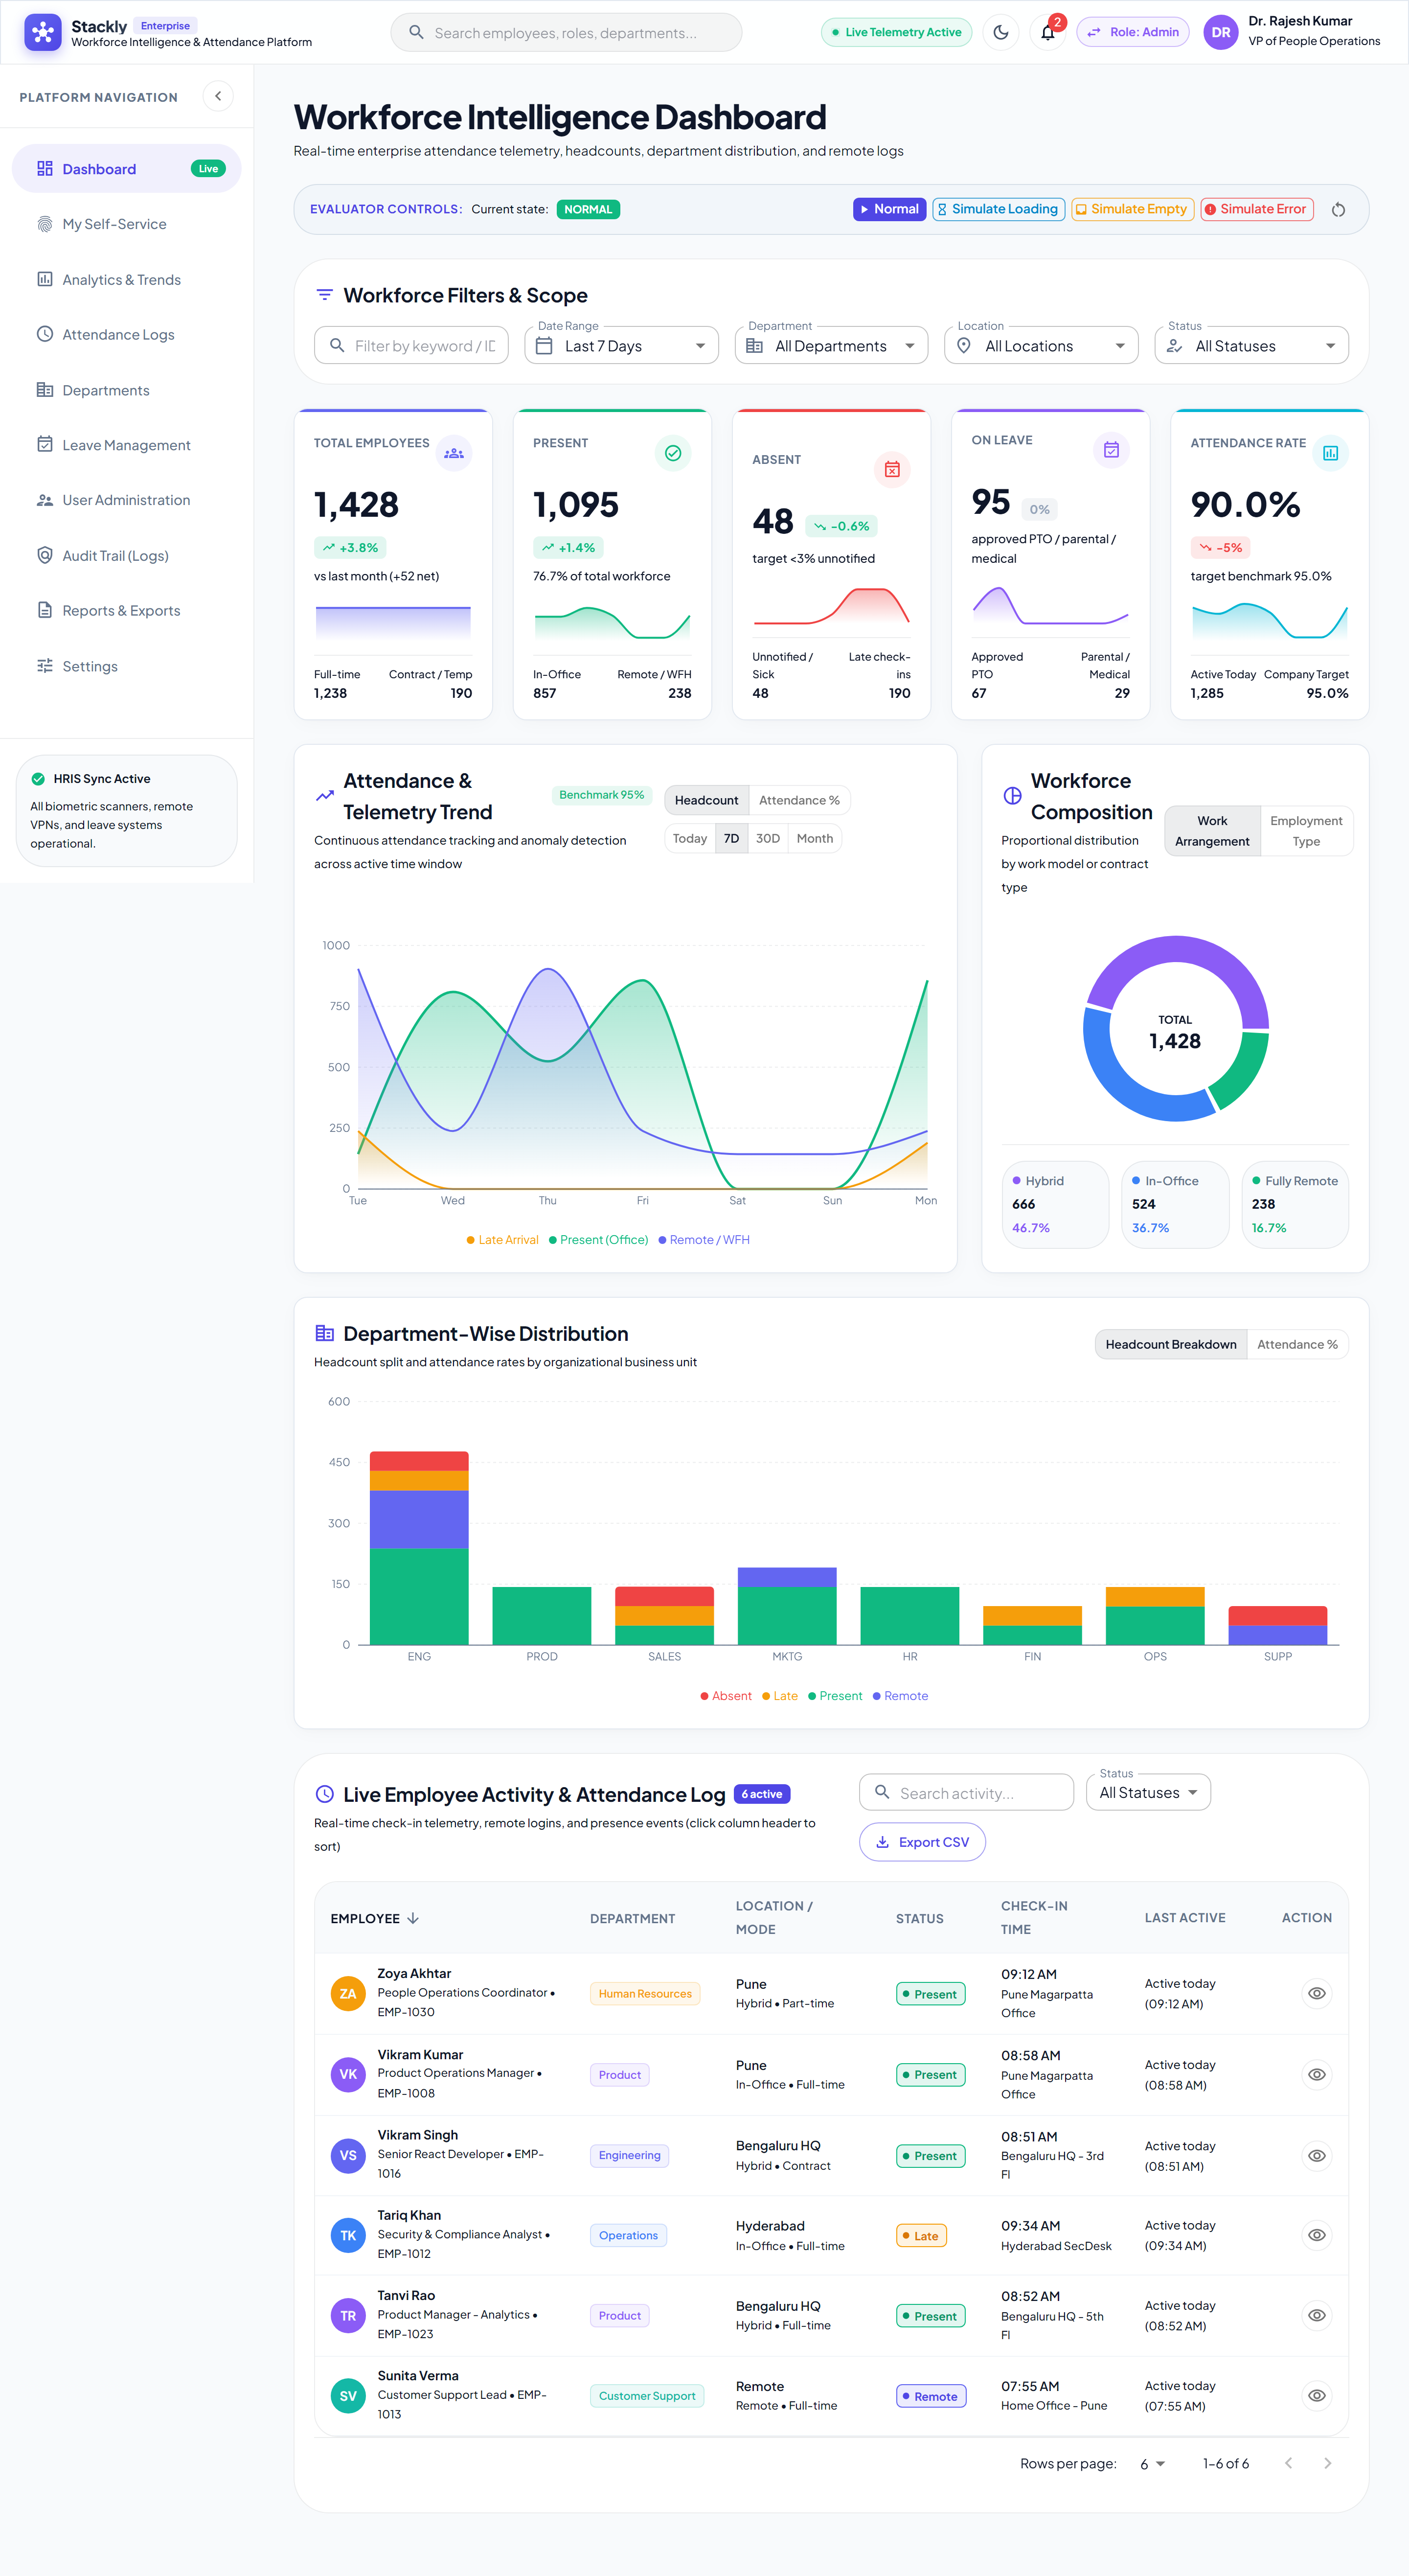 Stackly Enterprise
Workforce Intelligence & Attendance Platform
Search employees, roles, departments...
Live Telemetry Active
2
Role: Admin
DR
Dr. Rajesh Kumar
VP of People Operations
PLATFORM NAVIGATION
Dashboard Live
My Self-Service
Analytics & Trends
Attendance Logs
Departments
Leave Management
User Administration
Audit Trail (Logs)
Reports & Exports
Settings
HRIS Sync Active
All biometric scanners, remote
VPNs, and leave systems
operational.
Workforce Intelligence Dashboard
Real-time enterprise attendance telemetry, headcounts, department distribution, and remote logs
EVALUATOR CONTROLS: Current state: NORMAL
Normal Simulate Loading Simulate Empty Simulate Error
Workforce Filters & Scope
Filter by keyword / ID
Date Range
Last 7 Days
Department
All Departments
Location
All Locations
Status
All Statuses
TOTAL EMPLOYEES
1,428
+3.8%
vs last month (+52 net)
Full-time Contract / Temp
1,238 190
PRESENT
1,095
+1.4%
76.7% of total workforce
In-Office Remote / WFH
857 238
ABSENT
48 -0.6%
target <3% unnotified
Unnotified / Late check-
Sick ins
48 190
ON LEAVE
95 0%
approved PTO / parental /
medical
Approved Parental /
PTO Medical
67 29
ATTENDANCE RATE
90.0%
-5%
target benchmark 95.0%
Active Today Company Target
1,285 95.0%
Attendance &
Telemetry Trend
Benchmark 95%
Headcount Attendance %
Today 7D 30D Month
Continuous attendance tracking and anomaly detection
across active time window
1000
750
500
250
0
Tue Wed Thu Fri Sat Sun Mon
Late Arrival Present (Office) Remote / WFH
Workforce
Composition
Proportional distribution
by work model or contract
type
Work
Arrangement
Employment
Type
TOTAL
1,428
Hybrid
666
46.7%
In-Office
524
36.7%
Fully Remote
238
16.7%
Department-Wise Distribution
Headcount split and attendance rates by organizational business unit
Headcount Breakdown Attendance %
600
450
300
150
0
ENG PROD SALES MKTG HR FIN OPS SUPP
Absent Late Present Remote
Live Employee Activity & Attendance Log 6 active
Real-time check-in telemetry, remote logins, and presence events (click column header to
sort)
Search activity...
Status
All Statuses
Export CSV
EMPLOYEE DEPARTMENT LOCATION / MODE STATUS CHECK-IN TIME LAST ACTIVE ACTION
ZA
Zoya Akhtar
People Operations Coordinator •
EMP-1030
Human Resources
Pune
Hybrid • Part-time
Present
09:12 AM
Pune Magarpatta
Office
Active today
(09:12 AM)
VK
Vikram Kumar
Product Operations Manager •
EMP-1008
Product
Pune
In-Office • Full-time
Present
08:58 AM
Pune Magarpatta
Office
Active today
(08:58 AM)
VS
Vikram Singh
Senior React Developer • EMP-
1016
Engineering
Bengaluru HQ
Hybrid • Contract
Present
08:51 AM
Bengaluru HQ - 3rd
Fl
Active today
(08:51 AM)
TK
Tariq Khan
Security & Compliance Analyst •
EMP-1012
Operations
Hyderabad
In-Office • Full-time
Late
09:34 AM
Hyderabad SecDesk
Active today
(09:34 AM)
TR
Tanvi Rao
Product Manager - Analytics •
EMP-1023
Product
Bengaluru HQ
Hybrid • Full-time
Present
08:52 AM
Bengaluru HQ - 5th
Fl
Active today
(08:52 AM)
SV
Sunita Verma
Customer Support Lead • EMP-
1013
Customer Support
Remote
Remote • Full-time
Remote
07:55 AM
Home Office - Pune
Active today
(07:55 AM)
Rows per page: 6 1–6 of 6